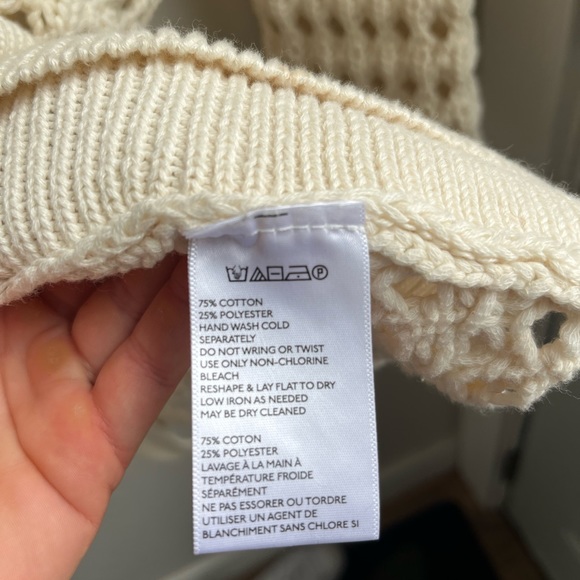 P
75% COTTON
25% POLYESTER
HAND WASH COLD
SEPARATELY
DO NOT WRING OR TWIST
USE ONLY NON-CHLORINE
BLEACH
RESHAPE & LAY FLAT TO DRY
LOW IRON AS NEEDED
MAY BE DRY CLEANED
75% COTON
25% POLYESTER
LAVAGE À LA MAIN À
TEMPÉRATURE FROIDE
SÉPARÉMENT
NE PAS ESSORER OU TORDRE
UTILISER UN AGENT DE
BLANCHIMENT SANS CHLORE SI